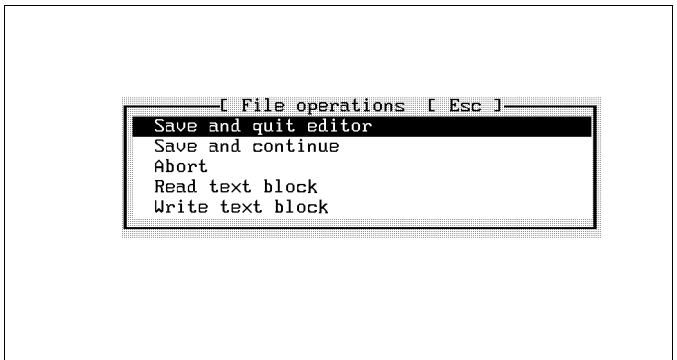 [ File operations [ Esc ]
Save and quit editor
Save and continue
Abort
Read text block
Write text block